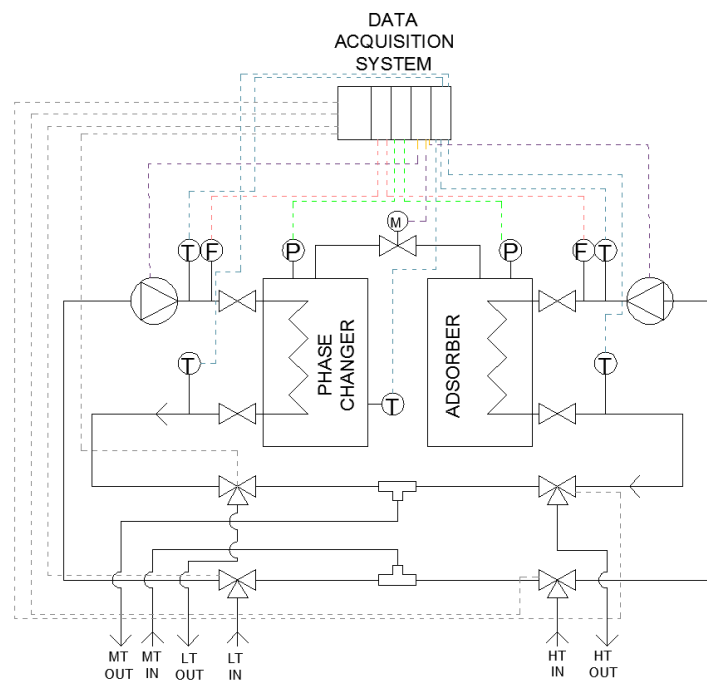 DATA
ACQUISITION
SYSTEM
M
T
F
P
P
F
T
PHASE
CHANGER
ADSORBER
T
T
T
MT
OUT
MT
IN
LT
OUT
LT
IN
HT
IN
HT
OUT